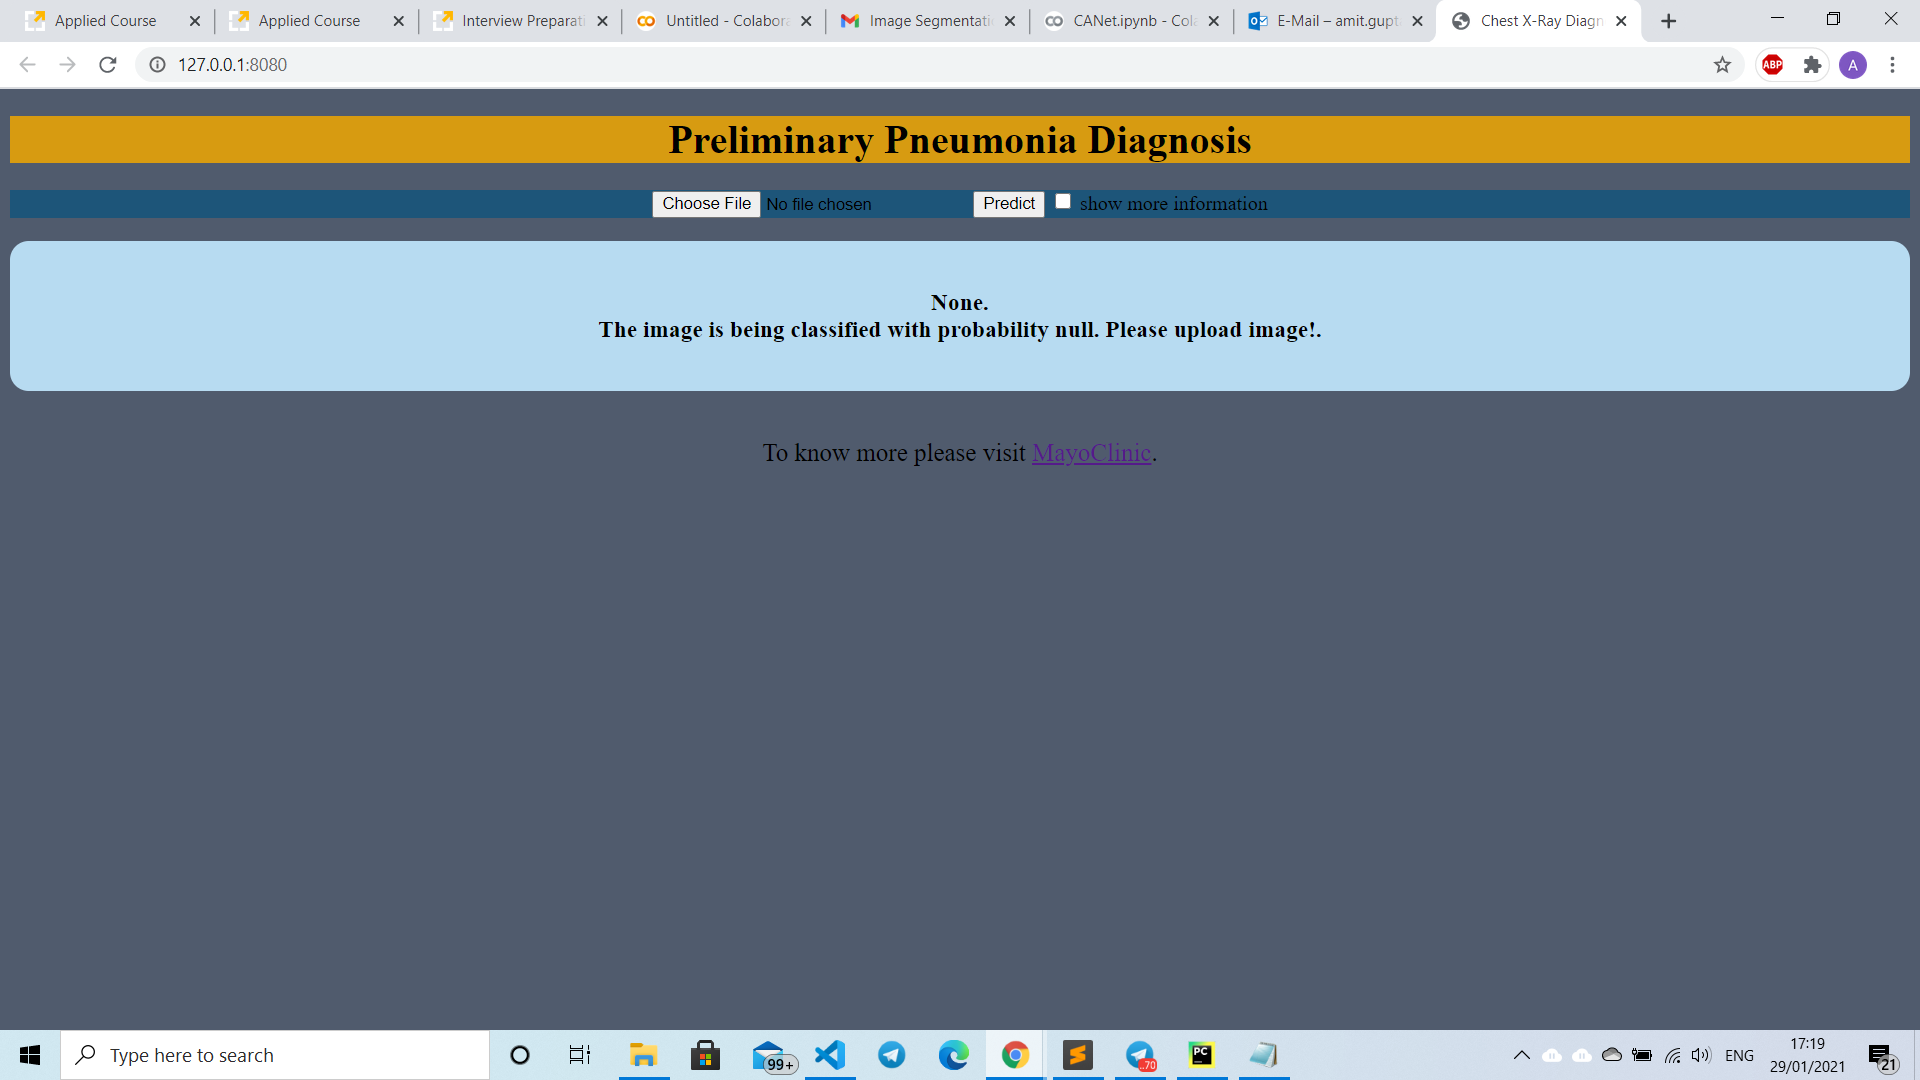 Applied Course
Applied Course
Interview Preparati
Untitled - Colabora
Image Segmentati
CANet.ipynb - Cola
E-Mail – amit.gupt
Chest X-Ray Diagn
127.0.0.1:8080
ABP
A
Preliminary Pneumonia Diagnosis
Choose File No file chosen Predict show more information
None.
The image is being classified with probability null. Please upload image!.
To know more please visit MayoClinic.
Type here to search
99+
..70
PC
ENG
17:19
29/01/2021
21